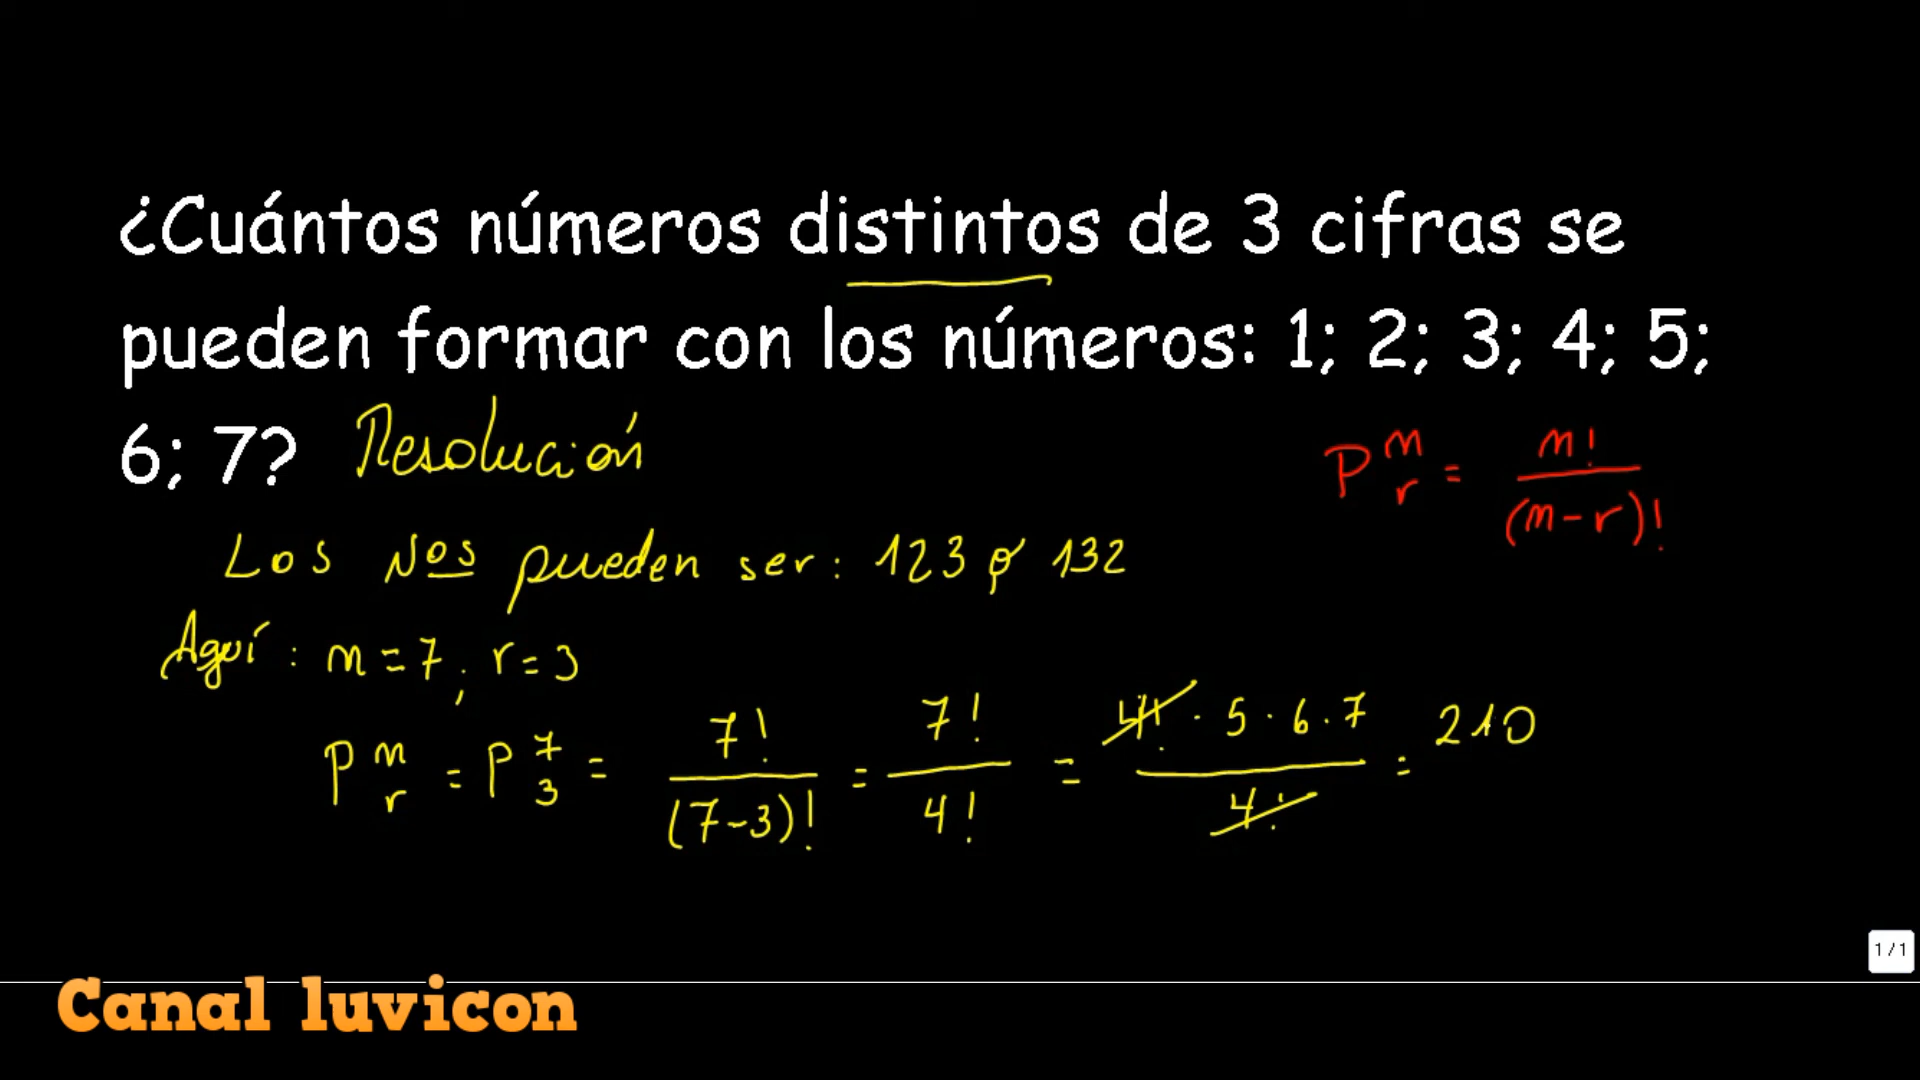 ¿Cuántos números distintos de 3 cifras se
pueden formar con los números: 1; 2; 3; 4; 5;
6; 7? Resolución
P^m_r = m!/(m-r)!
Los Nos pueden ser: 123 ó 132
Aquí: m=7; r=3
P^m_r = P^7_3 = 7!/(7-3)! = 7!/4! = 4!·5·6·7/4! = 210
1/1
Canal luvicon